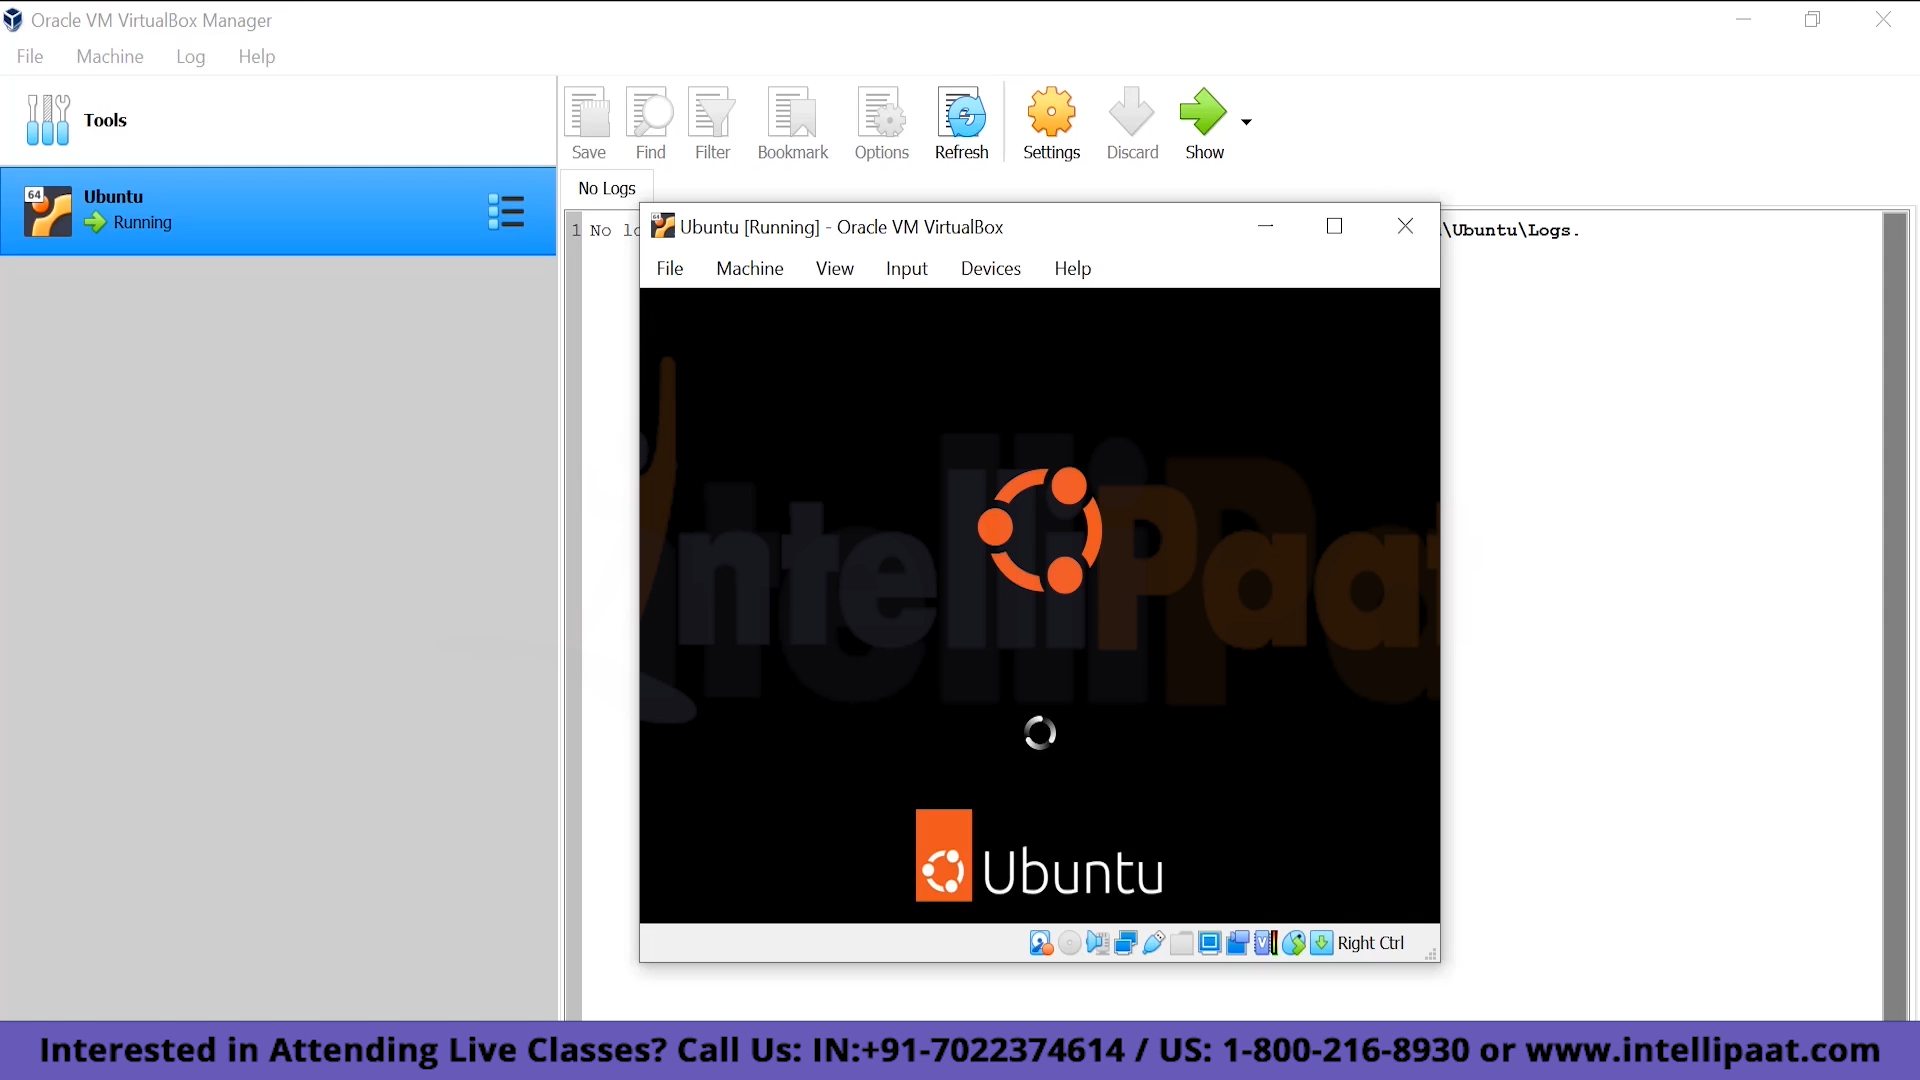 Oracle VM VirtualBox Manager
File Machine Log Help
Tools
Save Find Filter Bookmark Options Refresh Settings Discard Show
64 Ubuntu
Running
No Logs
1 No \Ubuntu\Logs.
64 Ubuntu [Running] - Oracle VM VirtualBox
File Machine View Input Devices Help
IntelliPaat
Ubuntu
Right Ctrl
Interested in Attending Live Classes? Call Us: IN:+91-7022374614 / US: 1-800-216-8930 or www.intellipaat.com